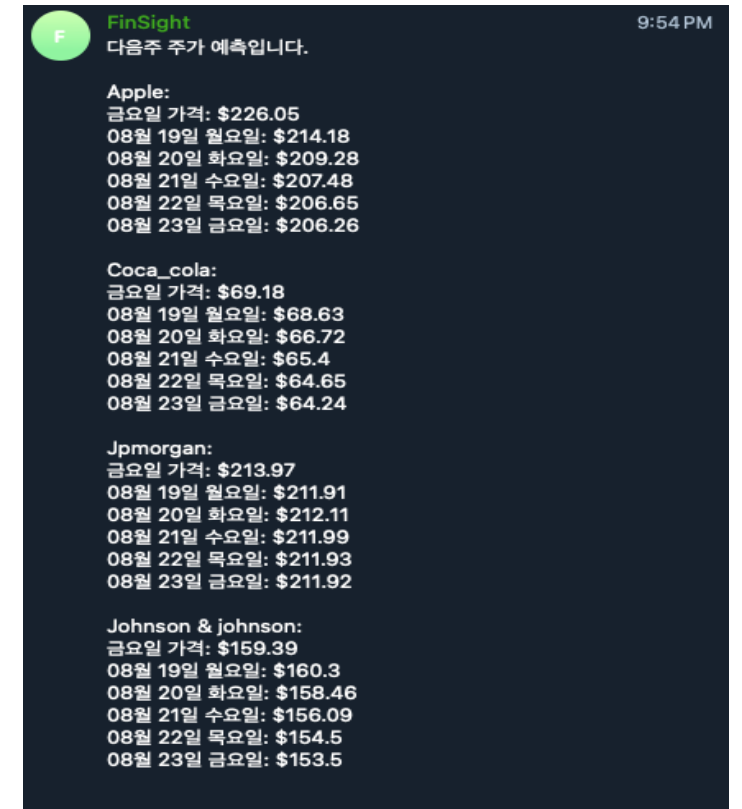 F
FinSight
9:54 PM
다음주 주가 예측입니다.
Apple:
금요일 가격: $226.05
08월 19일 월요일: $214.18
08월 20일 화요일: $209.28
08월 21일 수요일: $207.48
08월 22일 목요일: $206.65
08월 23일 금요일: $206.26
Coca_cola:
금요일 가격: $69.18
08월 19일 월요일: $68.63
08월 20일 화요일: $66.72
08월 21일 수요일: $65.4
08월 22일 목요일: $64.65
08월 23일 금요일: $64.24
Jpmorgan:
금요일 가격: $213.97
08월 19일 월요일: $211.91
08월 20일 화요일: $212.11
08월 21일 수요일: $211.99
08월 22일 목요일: $211.93
08월 23일 금요일: $211.92
Johnson & johnson:
금요일 가격: $159.39
08월 19일 월요일: $160.3
08월 20일 화요일: $158.46
08월 21일 수요일: $156.09
08월 22일 목요일: $154.5
08월 23일 금요일: $153.5